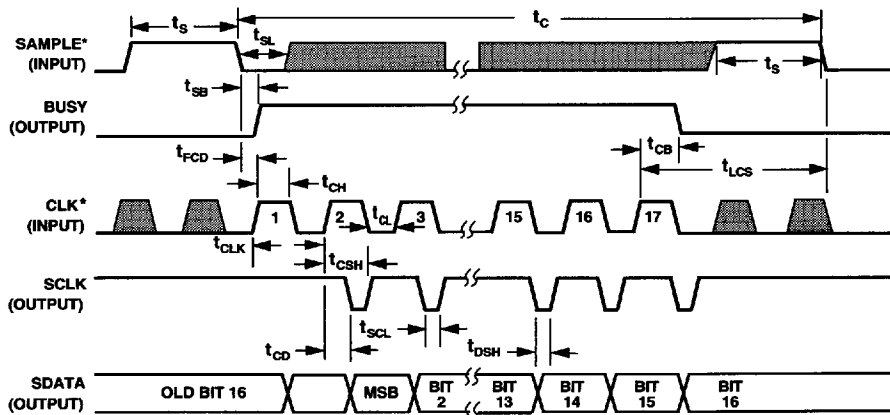 tS
tC
SAMPLE*
(INPUT)
tSL
tS
tSB
BUSY
(OUTPUT)
tCB
tLCS
tFCD
tCH
CLK*
(INPUT)
1 2 tCL 3 15 16 17
tCLK
tCSH
SCLK
(OUTPUT)
tSCL
tDSH
tCD
SDATA
(OUTPUT)
OLD BIT 16 MSB BIT 2 BIT 13 BIT 14 BIT 15 BIT 16